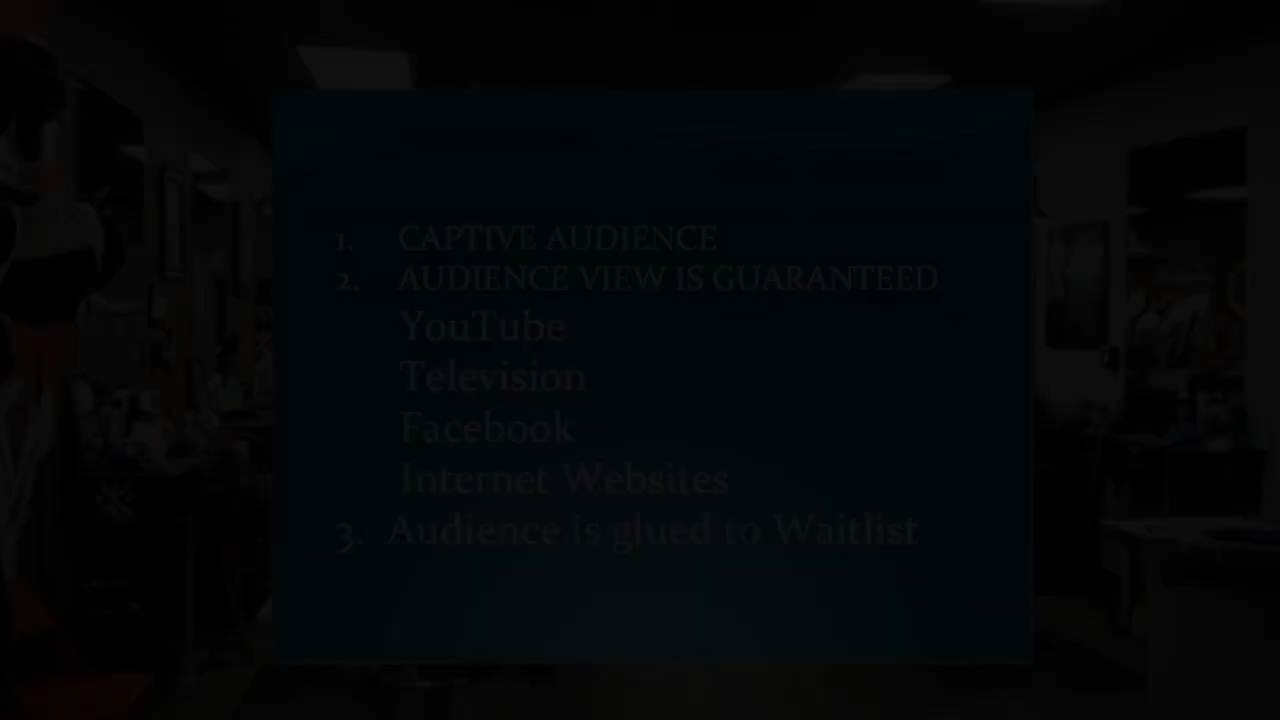 1. CAPTIVE AUDIENCE
2. AUDIENCE VIEW IS GUARANTEED
YouTube
Television
Facebook
Internet Websites
3. Audience is glued to Waitlist